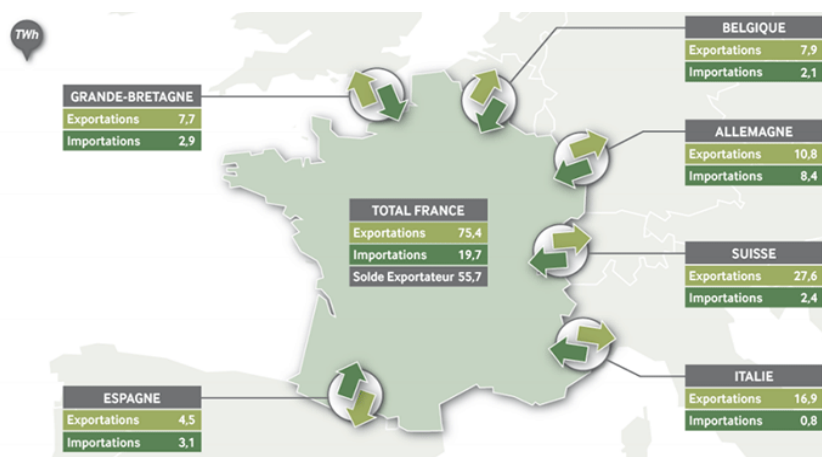 TWh
BELGIQUE
Exportations 7,9
Importations 2,1
GRANDE-BRETAGNE
Exportations 7,7
Importations 2,9
ALLEMAGNE
Exportations 10,8
Importations 8,4
TOTAL FRANCE
Exportations 75,4
Importations 19,7
Solde Exportateur 55,7
SUISSE
Exportations 27,6
Importations 2,4
ITALIE
Exportations 16,9
Importations 0,8
ESPAGNE
Exportations 4,5
Importations 3,1